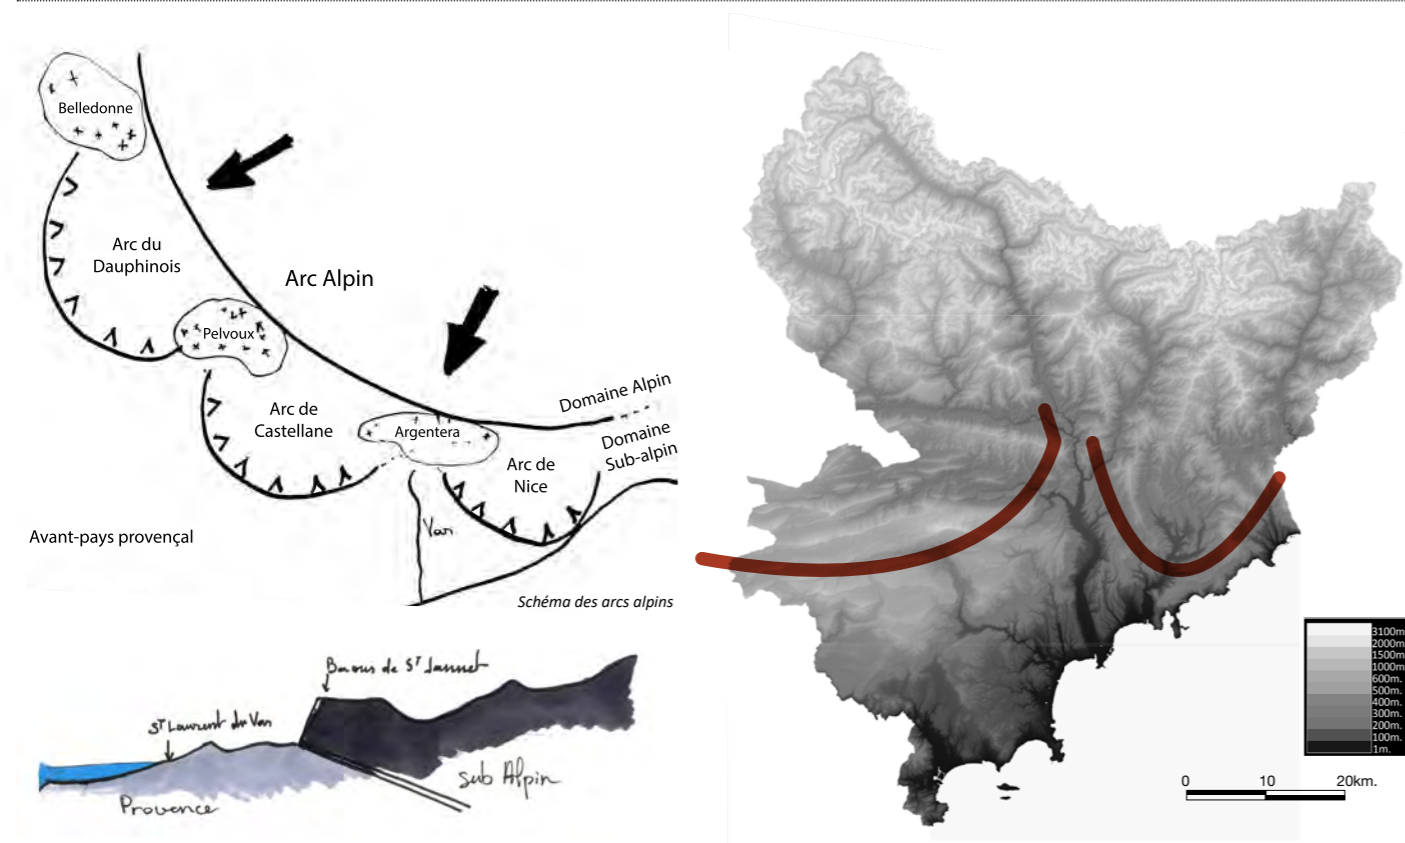 Belledonne
Arc du
Dauphinois
Arc Alpin
Pelvoux
Arc de
Castellane
Argentera
Domaine Alpin
Domaine
Sub-alpin
Arc de
Nice
Var
Avant-pays provençal
Schéma des arcs alpins
Baous de ST Jannet
ST Laurent du Var
Sub Alpin
Provence
3100m
2000m
1500m
1000m
600m.
500m.
400m.
300m.
200m.
100m.
1m.
0 10 20km.